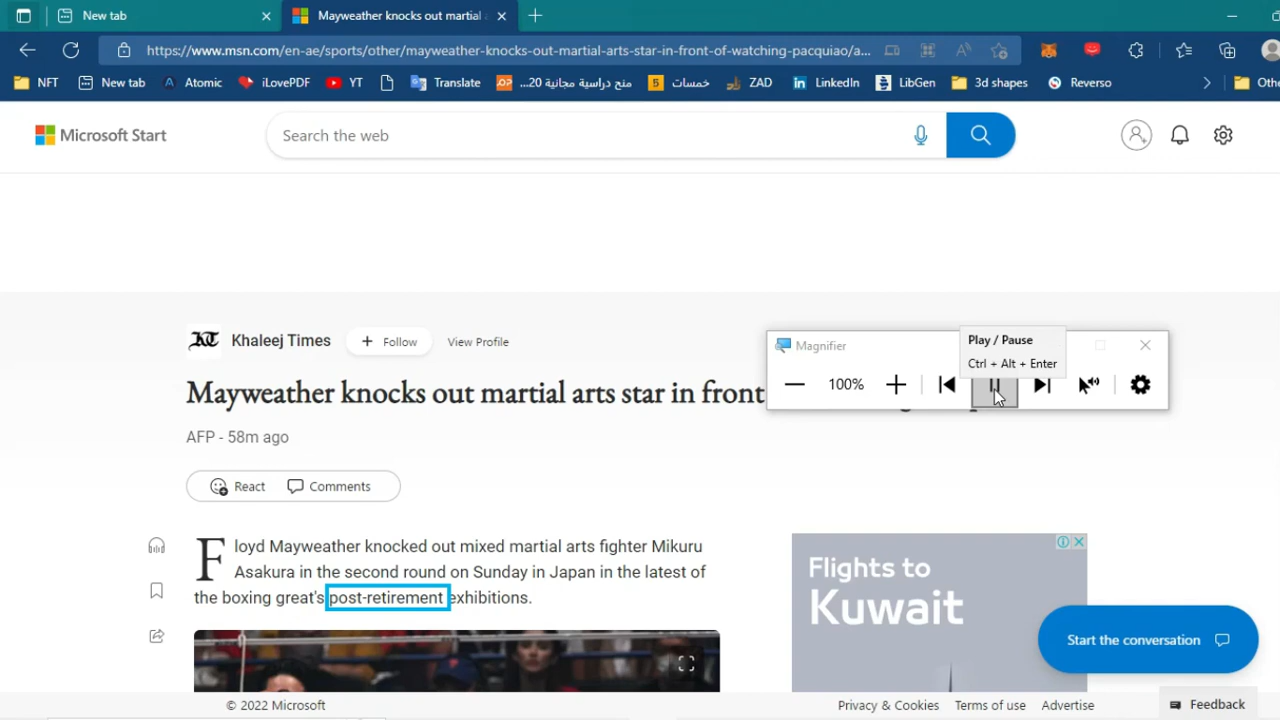 New tab
Mayweather knocks out martial a
https://www.msn.com/en-ae/sports/other/mayweather-knocks-out-martial-arts-star-in-front-of-watching-pacquiao/a...
NFT New tab Atomic iLovePDF YT Translate منح دراسية مجانية 20... خمسات ZAD LinkedIn LibGen 3d shapes Reverso Othe
Microsoft Start
Search the web
Khaleej Times
Follow
View Profile
Magnifier
Play / Pause
Ctrl + Alt + Enter
100%
Mayweather knocks out martial arts star in front
AFP - 58m ago
React
Comments
Floyd Mayweather knocked out mixed martial arts fighter Mikuru
Asakura in the second round on Sunday in Japan in the latest of
the boxing great's post-retirement exhibitions.
Flights to
Kuwait
Start the conversation
© 2022 Microsoft
Privacy & Cookies
Terms of use
Advertise
Feedback